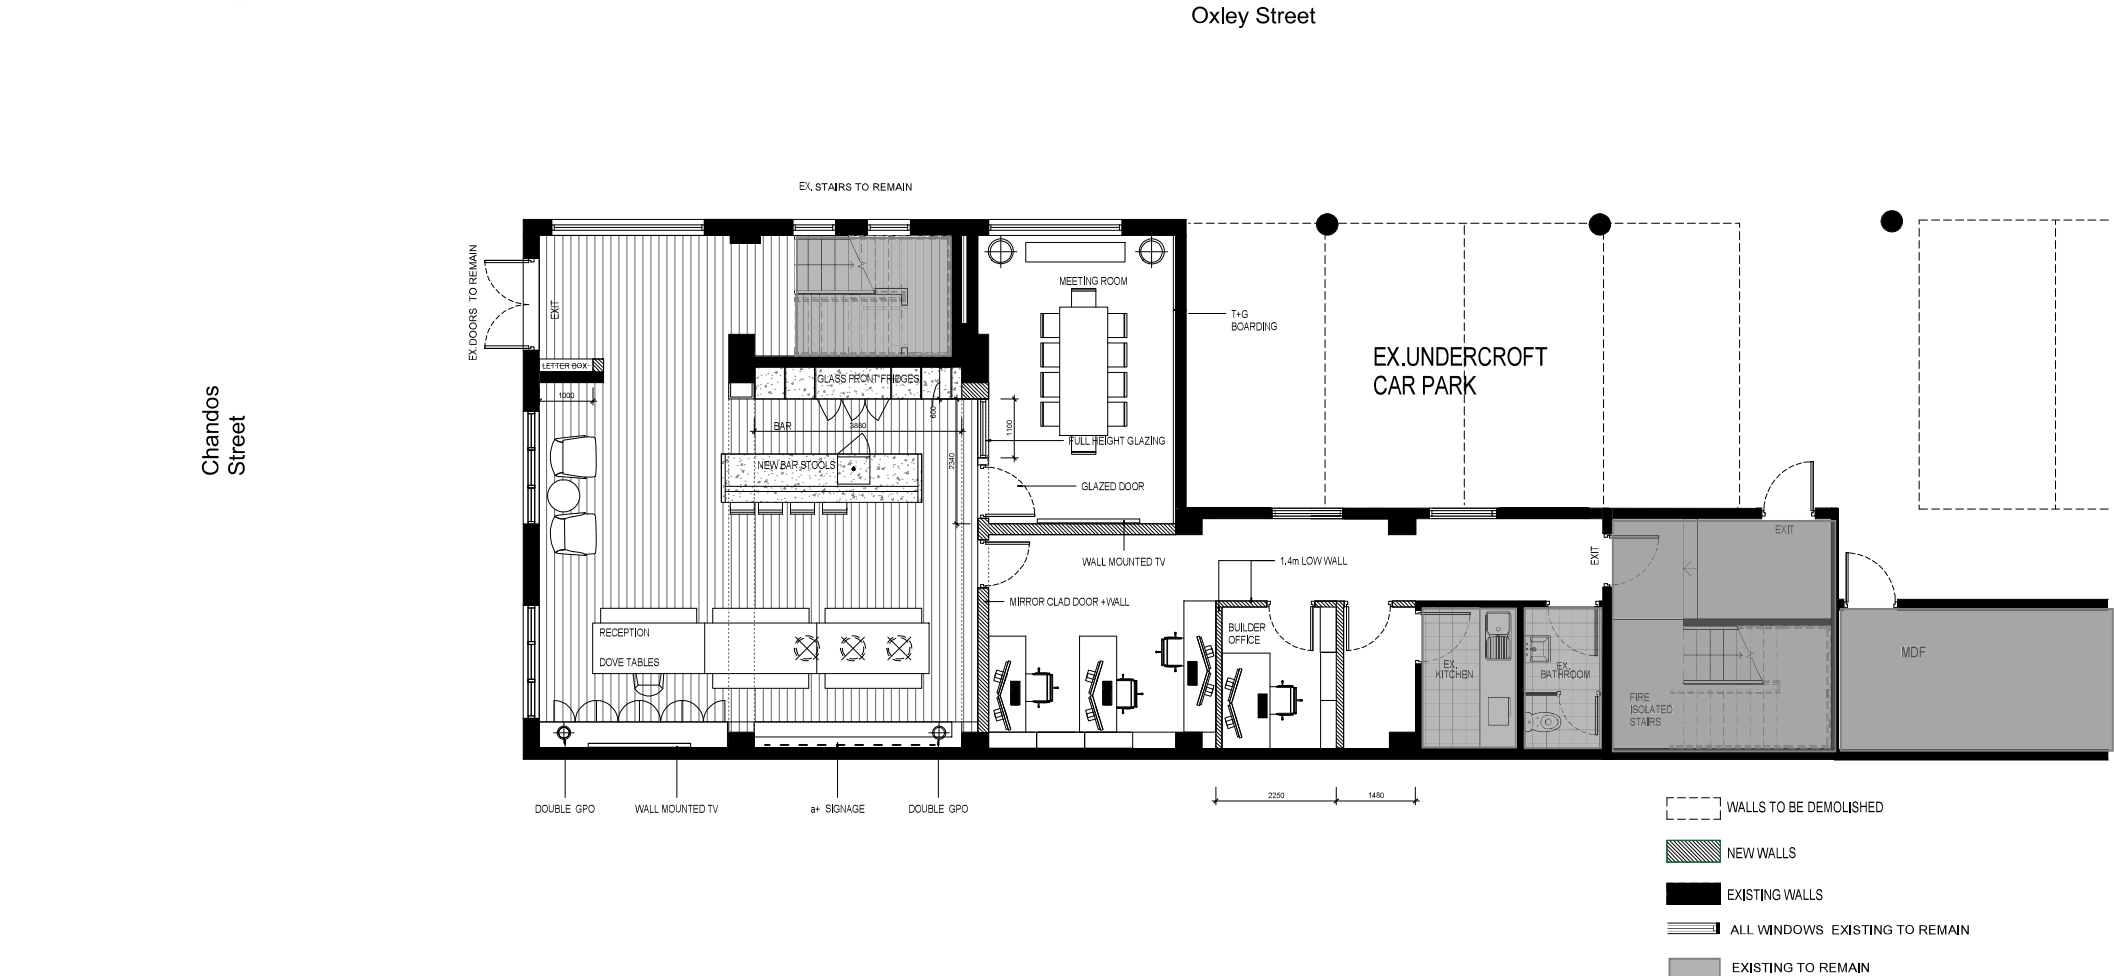 Oxley Street
EX. STAIRS TO REMAIN
EX.DOORS TO REMAIN
EXIT
MEETING ROOM
T+G
BOARDING
EX.UNDERCROFT
CAR PARK
LETTER BOX
GLASS FRONT FRIDGES
1000
600
Chandos
Street
BAR
3880
1100
FULL HEIGHT GLAZING
NEW BAR STOOLS
2340
GLAZED DOOR
EXIT
WALL MOUNTED TV
1.4m LOW WALL
EXIT
MIRROR CLAD DOOR +WALL
RECEPTION
DOVE TABLES
BUILDER
OFFICE
EX.
KITCHEN
EX.
BATHROOM
MDF
FIRE
ISOLATED
STAIRS
DOUBLE GPO
WALL MOUNTED TV
a+ SIGNAGE
DOUBLE GPO
2250
1480
WALLS TO BE DEMOLISHED
NEW WALLS
EXISTING WALLS
ALL WINDOWS EXISTING TO REMAIN
EXISTING TO REMAIN